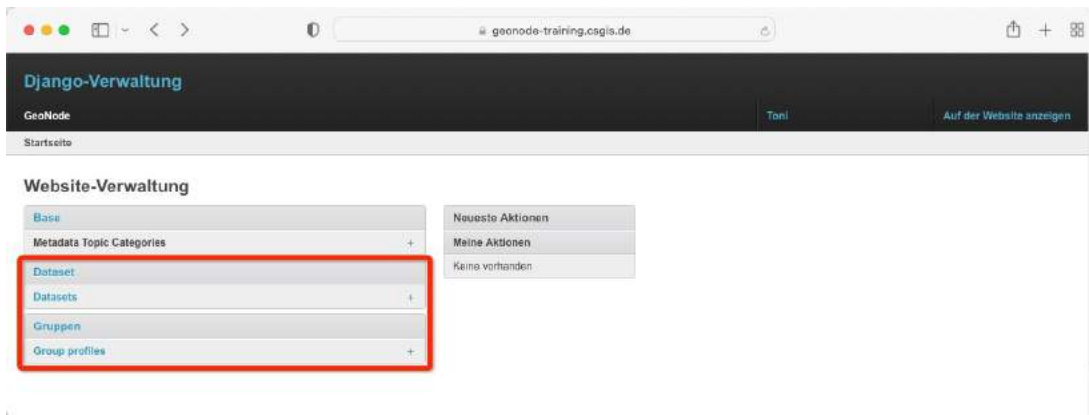 geonode-training.csgis.de
Django-Verwaltung
GeoNode
Toni
Auf der Website anzeigen
Startseite
Website-Verwaltung
Base
Metadata Topic Categories +
Dataset
Datasets +
Gruppen
Group profiles +
Neueste Aktionen
Meine Aktionen
Keine vorhanden